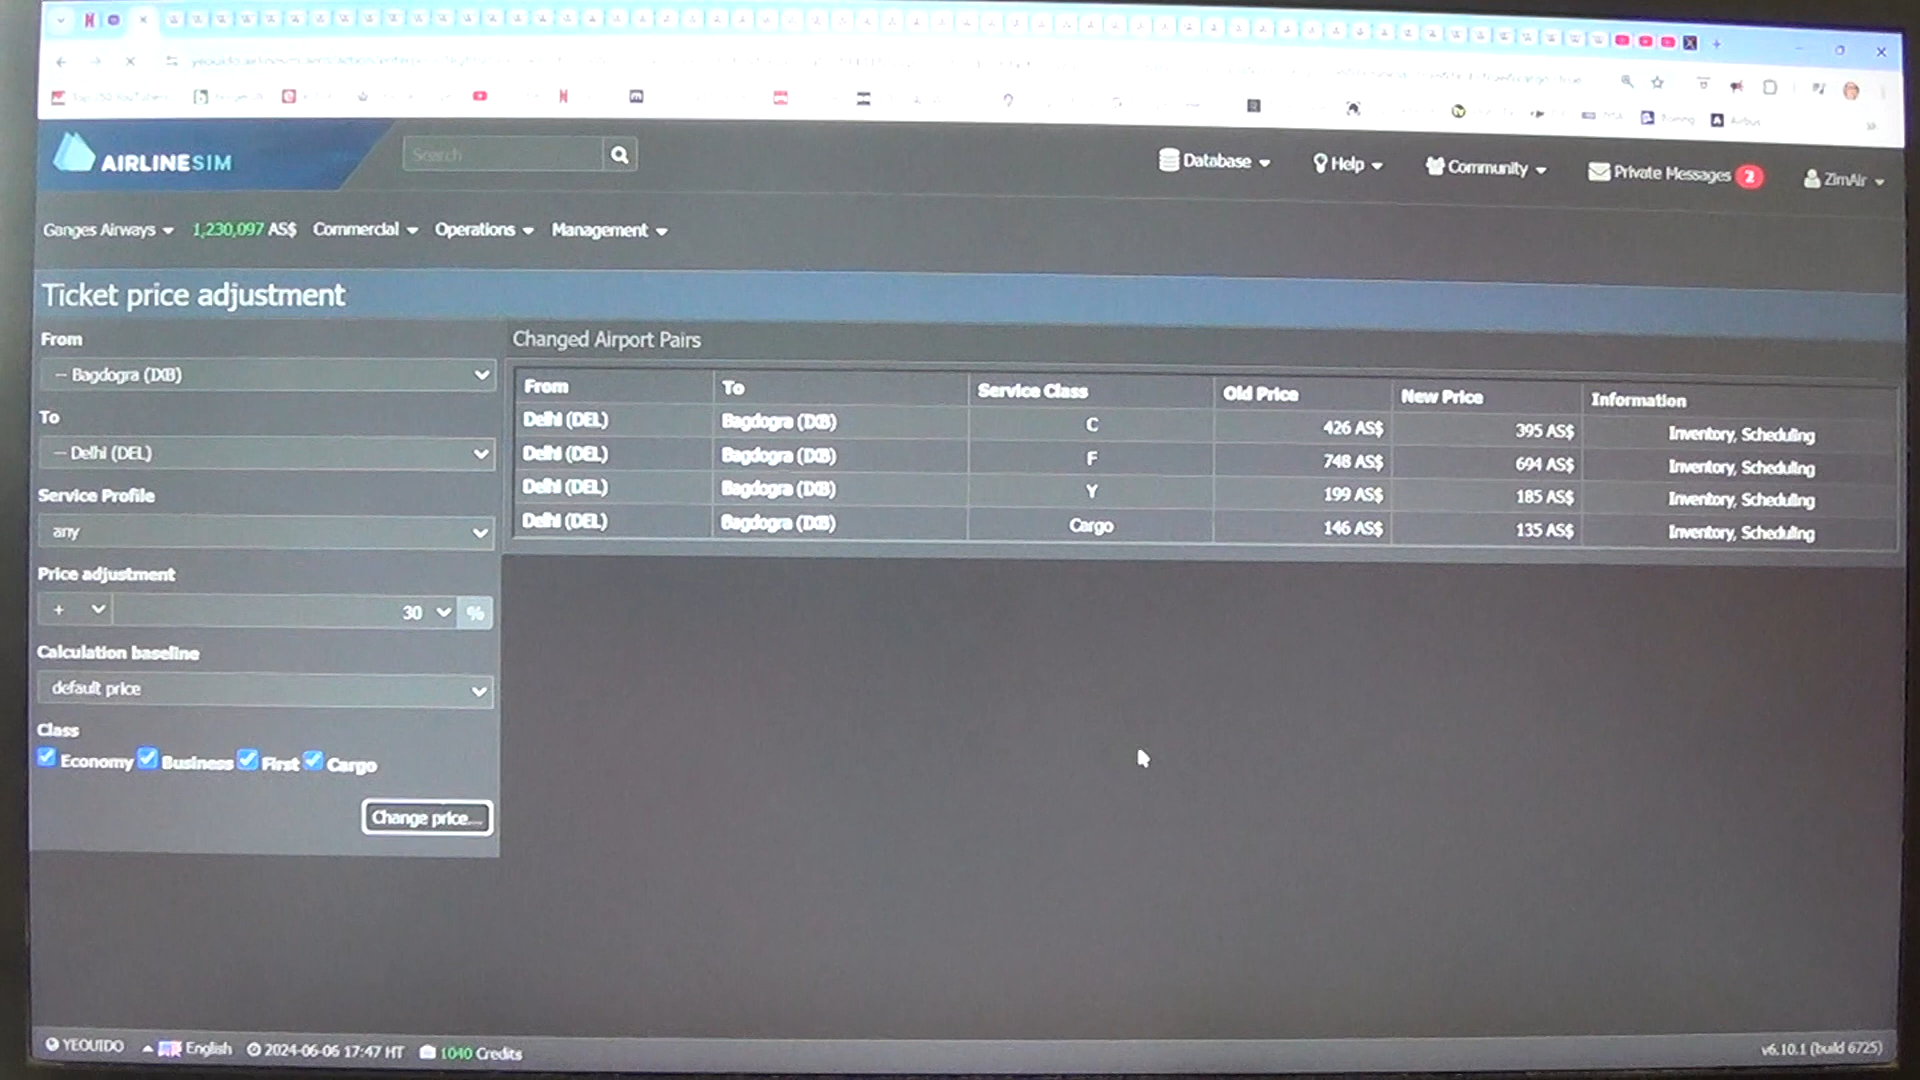 AIRLINESIM
Search
Database
Help
Community
Private Messages 2
ZimAir
Ganges Airways
1,230,097 AS$
Commercial
Operations
Management
Ticket price adjustment
From
-- Bagdogra (IXB)
To
-- Delhi (DEL)
Service Profile
any
Price adjustment
+ 30 %
Calculation baseline
default price
Class
Economy Business First Cargo
Change price...
Changed Airport Pairs
From To Service Class Old Price New Price Information
Delhi (DEL) Bagdogra (IXB) C 426 AS$ 395 AS$ Inventory, Scheduling
Delhi (DEL) Bagdogra (IXB) F 748 AS$ 694 AS$ Inventory, Scheduling
Delhi (DEL) Bagdogra (IXB) Y 199 AS$ 185 AS$ Inventory, Scheduling
Delhi (DEL) Bagdogra (IXB) Cargo 146 AS$ 135 AS$ Inventory, Scheduling
YEOUIDO English 2024-06-06 17:47 HT 1040 Credits
v6.10.1 (build 6725)